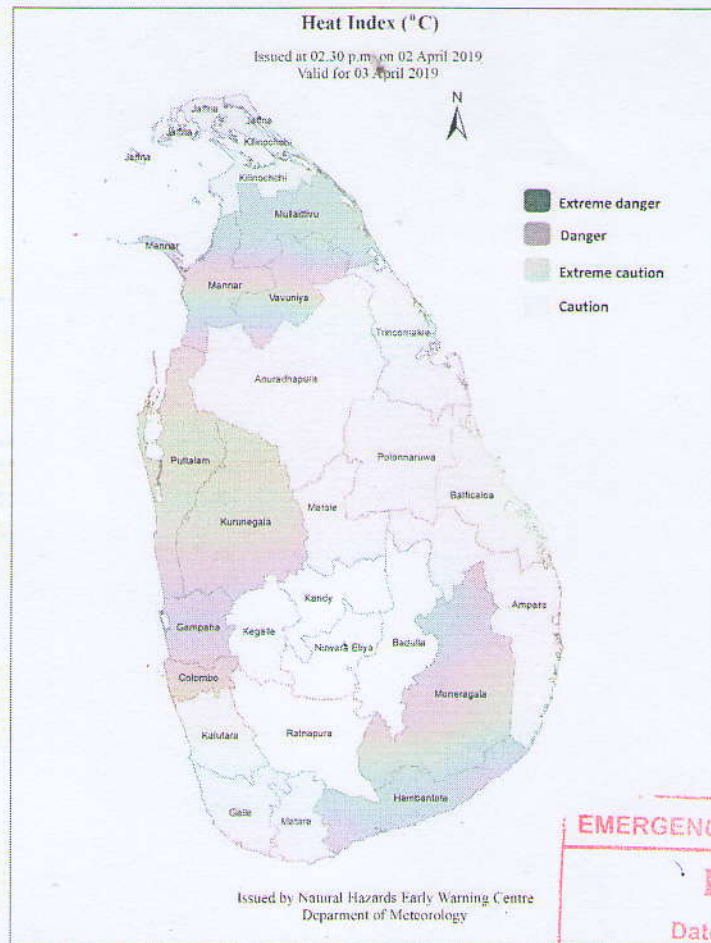 Heat Index (°C)
Issued at 02.30 p.m. on 02 April 2019
Valid for 03 April 2019
N
Jaffna
Jaffna
Jaffna
Kilinochchi
Jaffna
Kilinochchi
Mullaithivu
Extreme danger
Danger
Mannar
Extreme caution
Mannar
Vavuniya
Caution
Trincomalee
Anuradhapura
Polonnaruwa
Puttalam
Batticaloa
Matale
Kurunegala
Kandy
Ampara
Gampaha
Kegalle
Nuwara Eliya
Badulla
Colombo
Moneragala
Kalutara
Ratnapura
Hambantota
Galle
Matara
EMERGENC
Issued by Natural Hazards Early Warning Centre
Deparment of Meteorology
Date